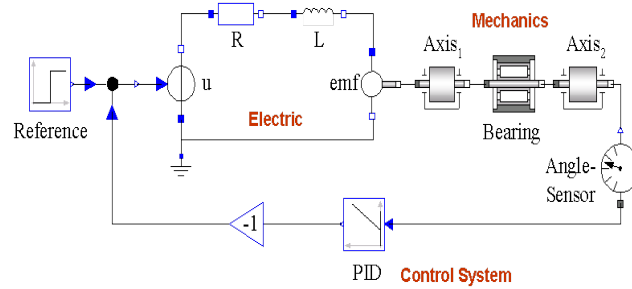 Mechanics
Axis1
Axis2
R
L
u
emf
Reference
Electric
Bearing
Angle-
Sensor
-1
PID
Control System